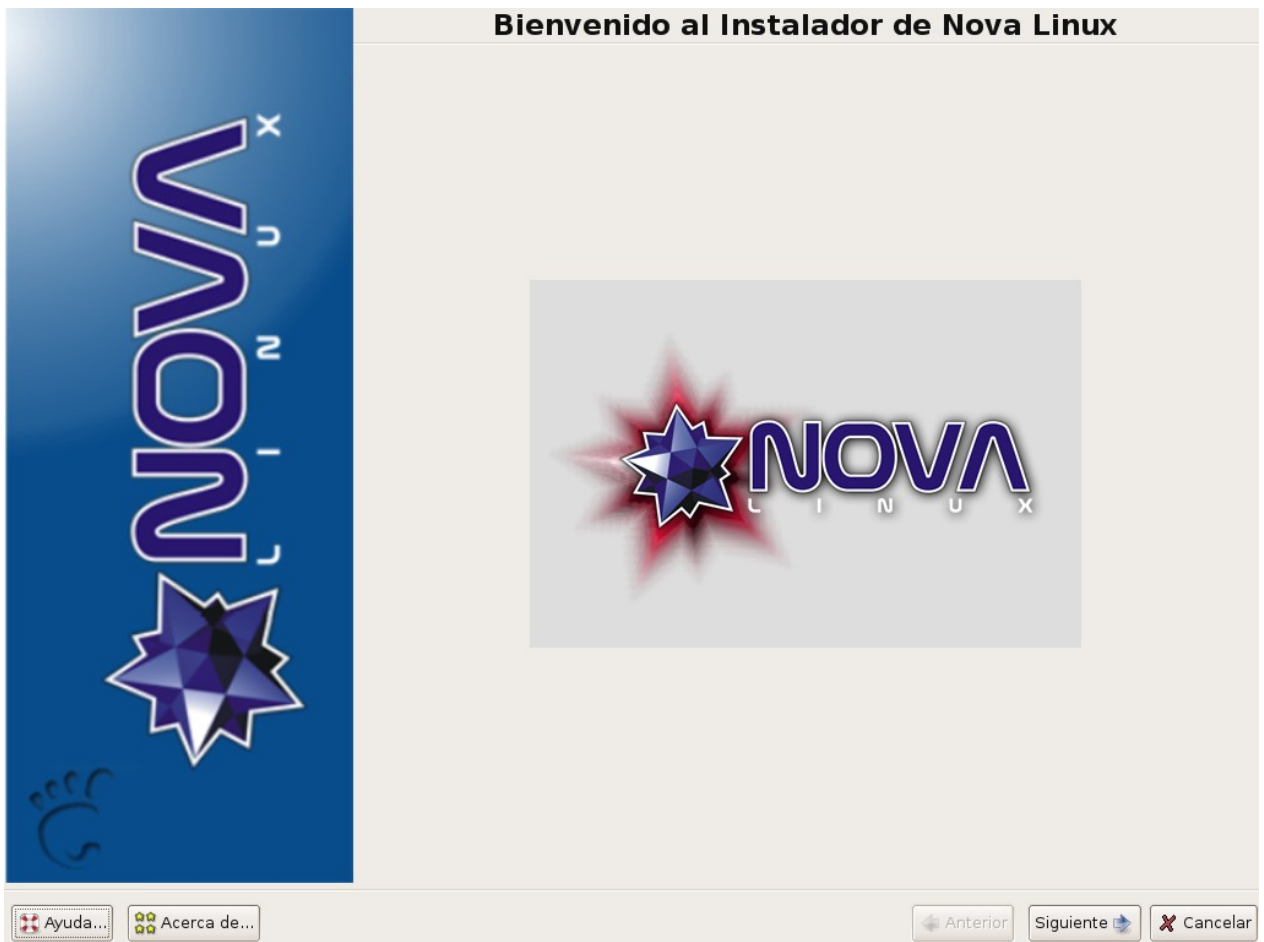 Bienvenido al Instalador de Nova Linux
NOVA
LINUX
NOVA
LINUX
Ayuda...
Acerca de...
Anterior
Siguiente
Cancelar